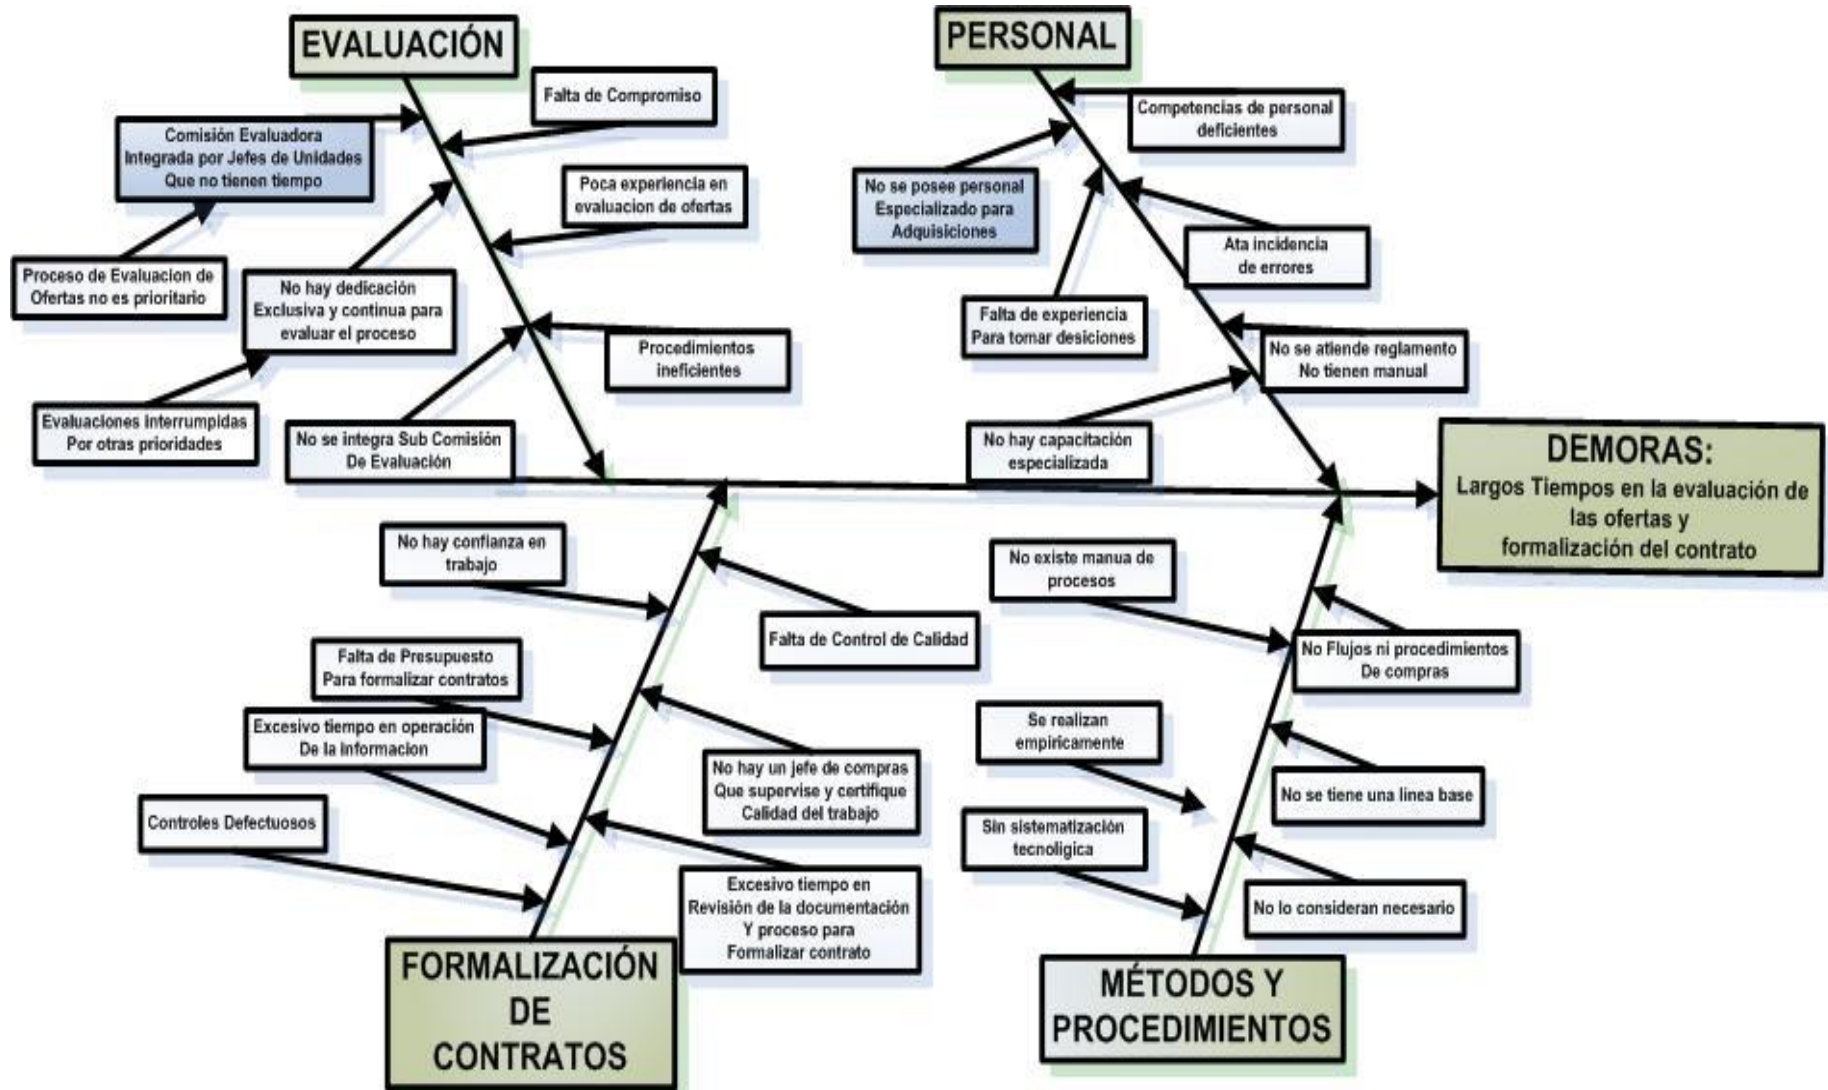 EVALUACIÓN
Falta de Compromiso
Comisión Evaluadora
Integrada por Jefes de Unidades
Que no tienen tiempo
Poca experiencia en
evaluacion de ofertas
Proceso de Evaluacion de
Ofertas no es prioritario
No hay dedicación
Exclusiva y continua para
evaluar el proceso
Procedimientos
ineficientes
Evaluaciones Interrumpidas
Por otras prioridades
No se integra Sub Comisión
De Evaluación
PERSONAL
Competencias de personal
deficientes
No se posee personal
Especializado para
Adquisiciones
Ata incidencia
de errores
Falta de experiencia
Para tomar desiciones
No se atiende reglamento
No tienen manual
No hay capacitación
especializada
DEMORAS:
Largos Tiempos en la evaluación de
las ofertas y
formalización del contrato
No hay confianza en
trabajo
Falta de Control de Calidad
Falta de Presupuesto
Para formalizar contratos
Excesivo tiempo en operación
De la informacion
No hay un jefe de compras
Que supervise y certifique
Calidad del trabajo
Controles Defectuosos
Excesivo tiempo en
Revisión de la documentación
Y proceso para
Formalizar contrato
FORMALIZACIÓN
DE
CONTRATOS
No existe manua de
procesos
No Flujos ni procedimientos
De compras
Se realizan
empiricamente
No se tiene una linea base
Sin sistematización
tecnoligica
No lo consideran necesario
MÉTODOS Y
PROCEDIMIENTOS